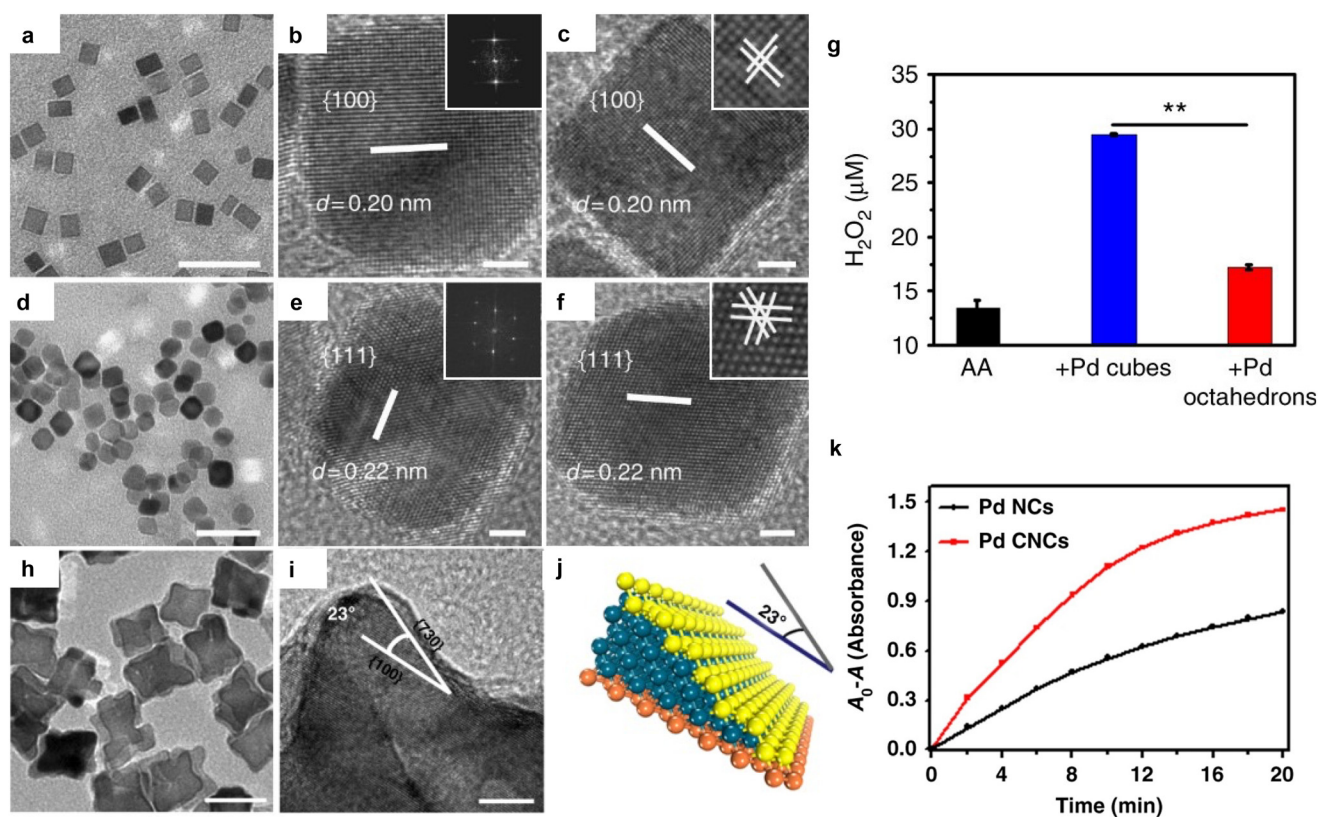 a
b
{100}
d = 0.20 nm
c
{100}
d = 0.20 nm
d
e
{111}
d = 0.22 nm
f
{111}
d = 0.22 nm
g
H₂O₂ (μM)
35
30
25
20
15
10
**
AA
+Pd cubes
+Pd
octahedrons
h
i
23°
{730}
{100}
j
23°
k
A₀-A (Absorbance)
1.5
1.2
0.9
0.6
0.3
0.0
Pd NCs
Pd CNCs
0 4 8 12 16 20
Time (min)